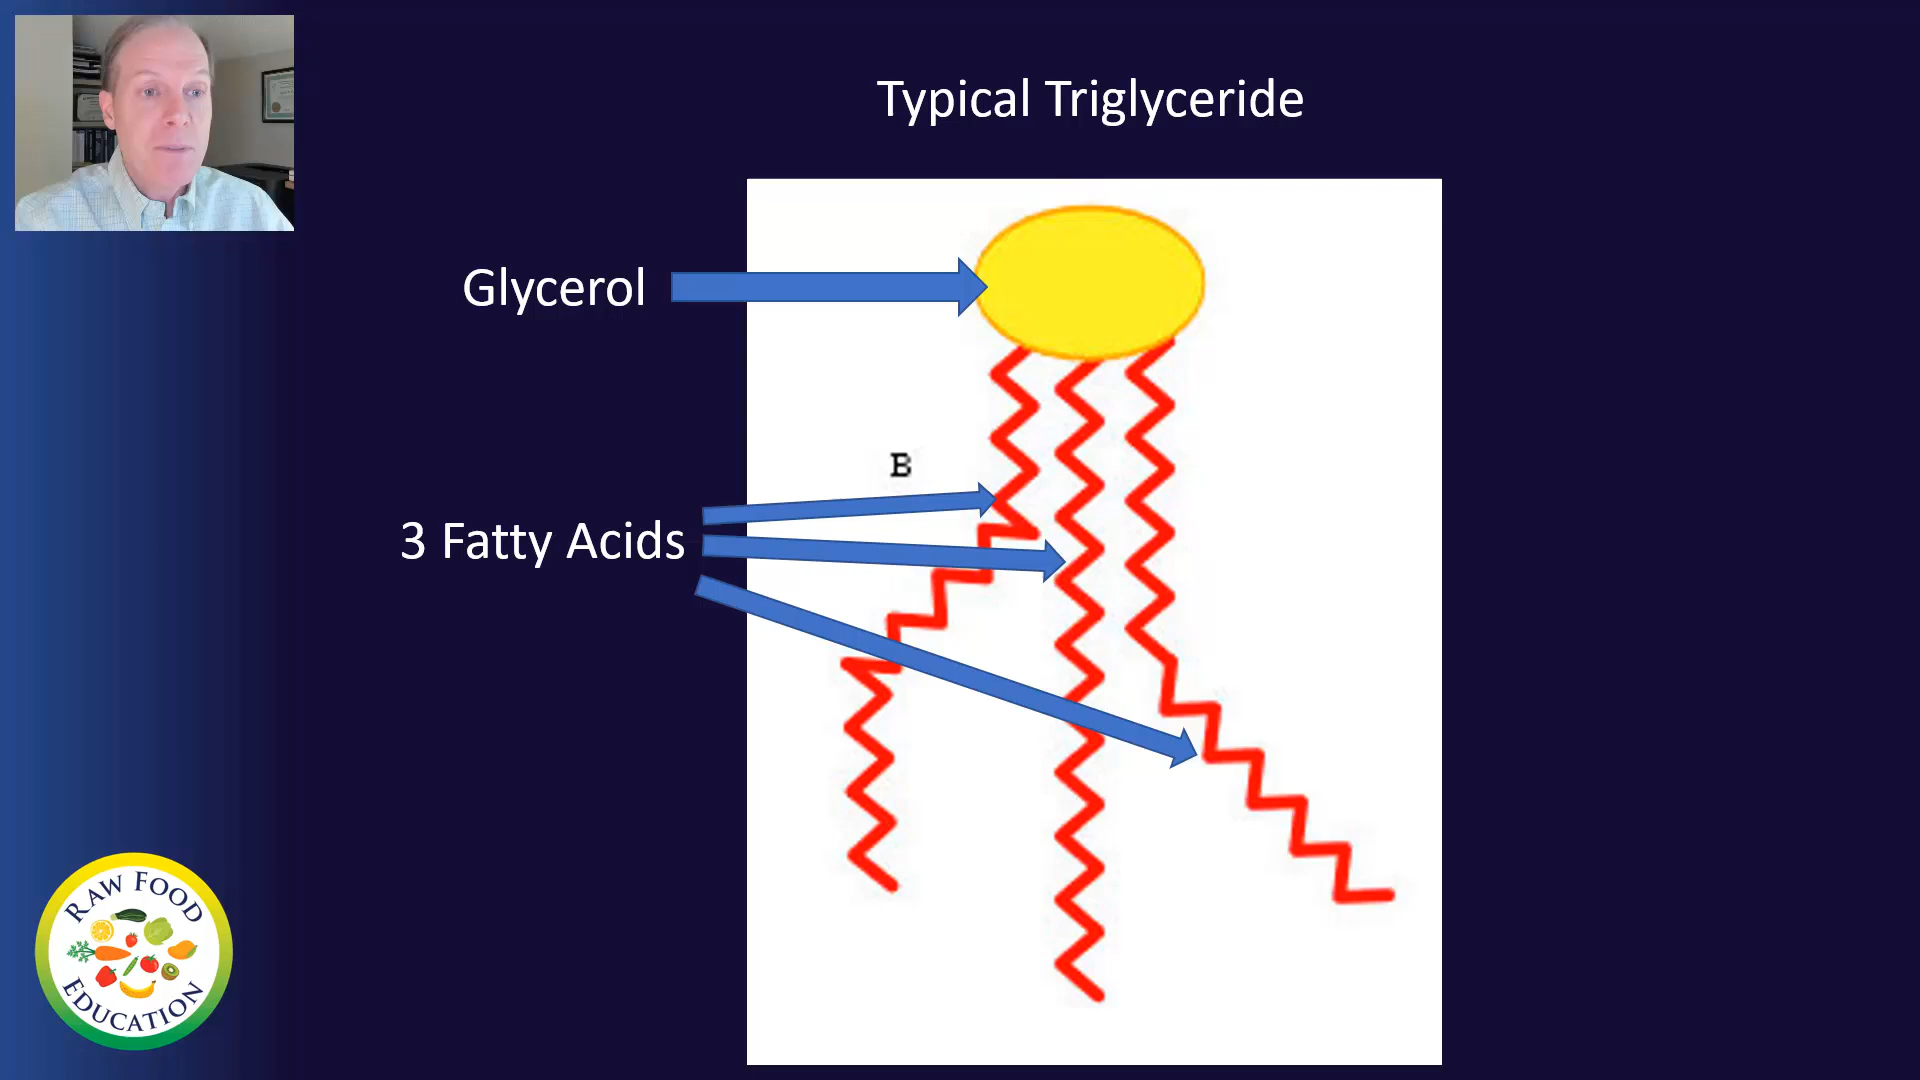 Typical Triglyceride
Glycerol
B
3 Fatty Acids
RAW FOOD
EDUCATION